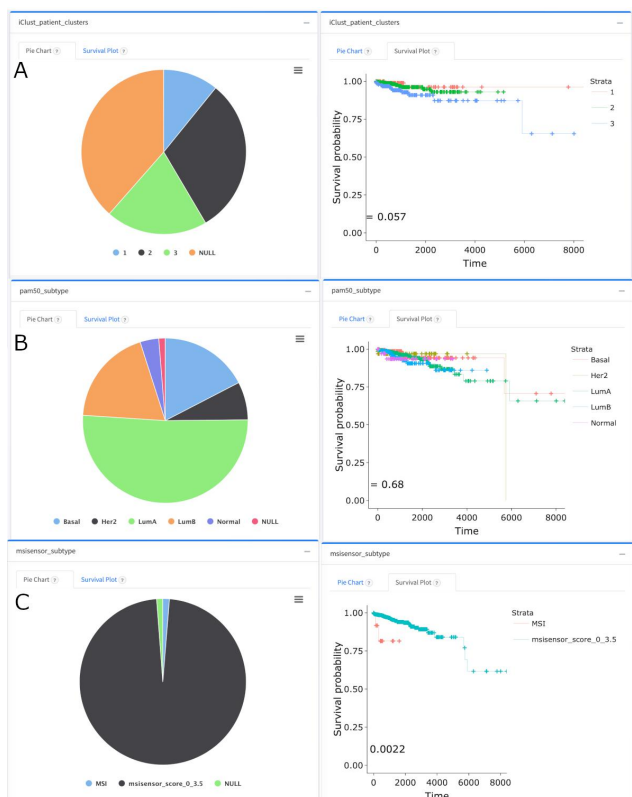 iClust_patient_clusters
Pie Chart ?
Survival Plot ?
A
1 2 3 NULL
iClust_patient_clusters
Pie Chart ?
Survival Plot ?
Survival probability
1.00
0.75
0.50
0.25
0.00
= 0.057
0 2000 4000 6000 8000
Time
Strata
1
2
3
pam50_subtype
Pie Chart ?
Survival Plot ?
B
Basal Her2 LumA LumB Normal NULL
pam50_subtype
Pie Chart ?
Survival Plot ?
Survival probability
1.00
0.75
0.50
0.25
0.00
= 0.68
0 2000 4000 6000 8000
Time
Strata
Basal
Her2
LumA
LumB
Normal
msisensor_subtype
Pie Chart ?
Survival Plot ?
C
MSI msisensor_score_0_3.5 NULL
msisensor_subtype
Pie Chart ?
Survival Plot ?
Survival probability
1.00
0.75
0.50
0.25
0.00
0.0022
0 2000 4000 6000 8000
Time
Strata
MSI
msisensor_score_0_3.5